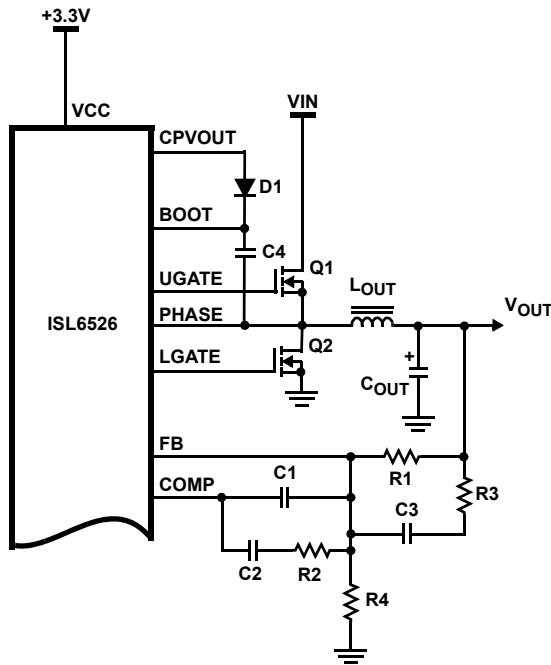 +3.3V
VCC
VIN
CPVOUT
D1
BOOT
C4
Q1
UGATE
LOUT
ISL6526
PHASE
VOUT
Q2
LGATE
+
COUT
FB
R1
COMP
C1
R3
C3
C2
R2
R4